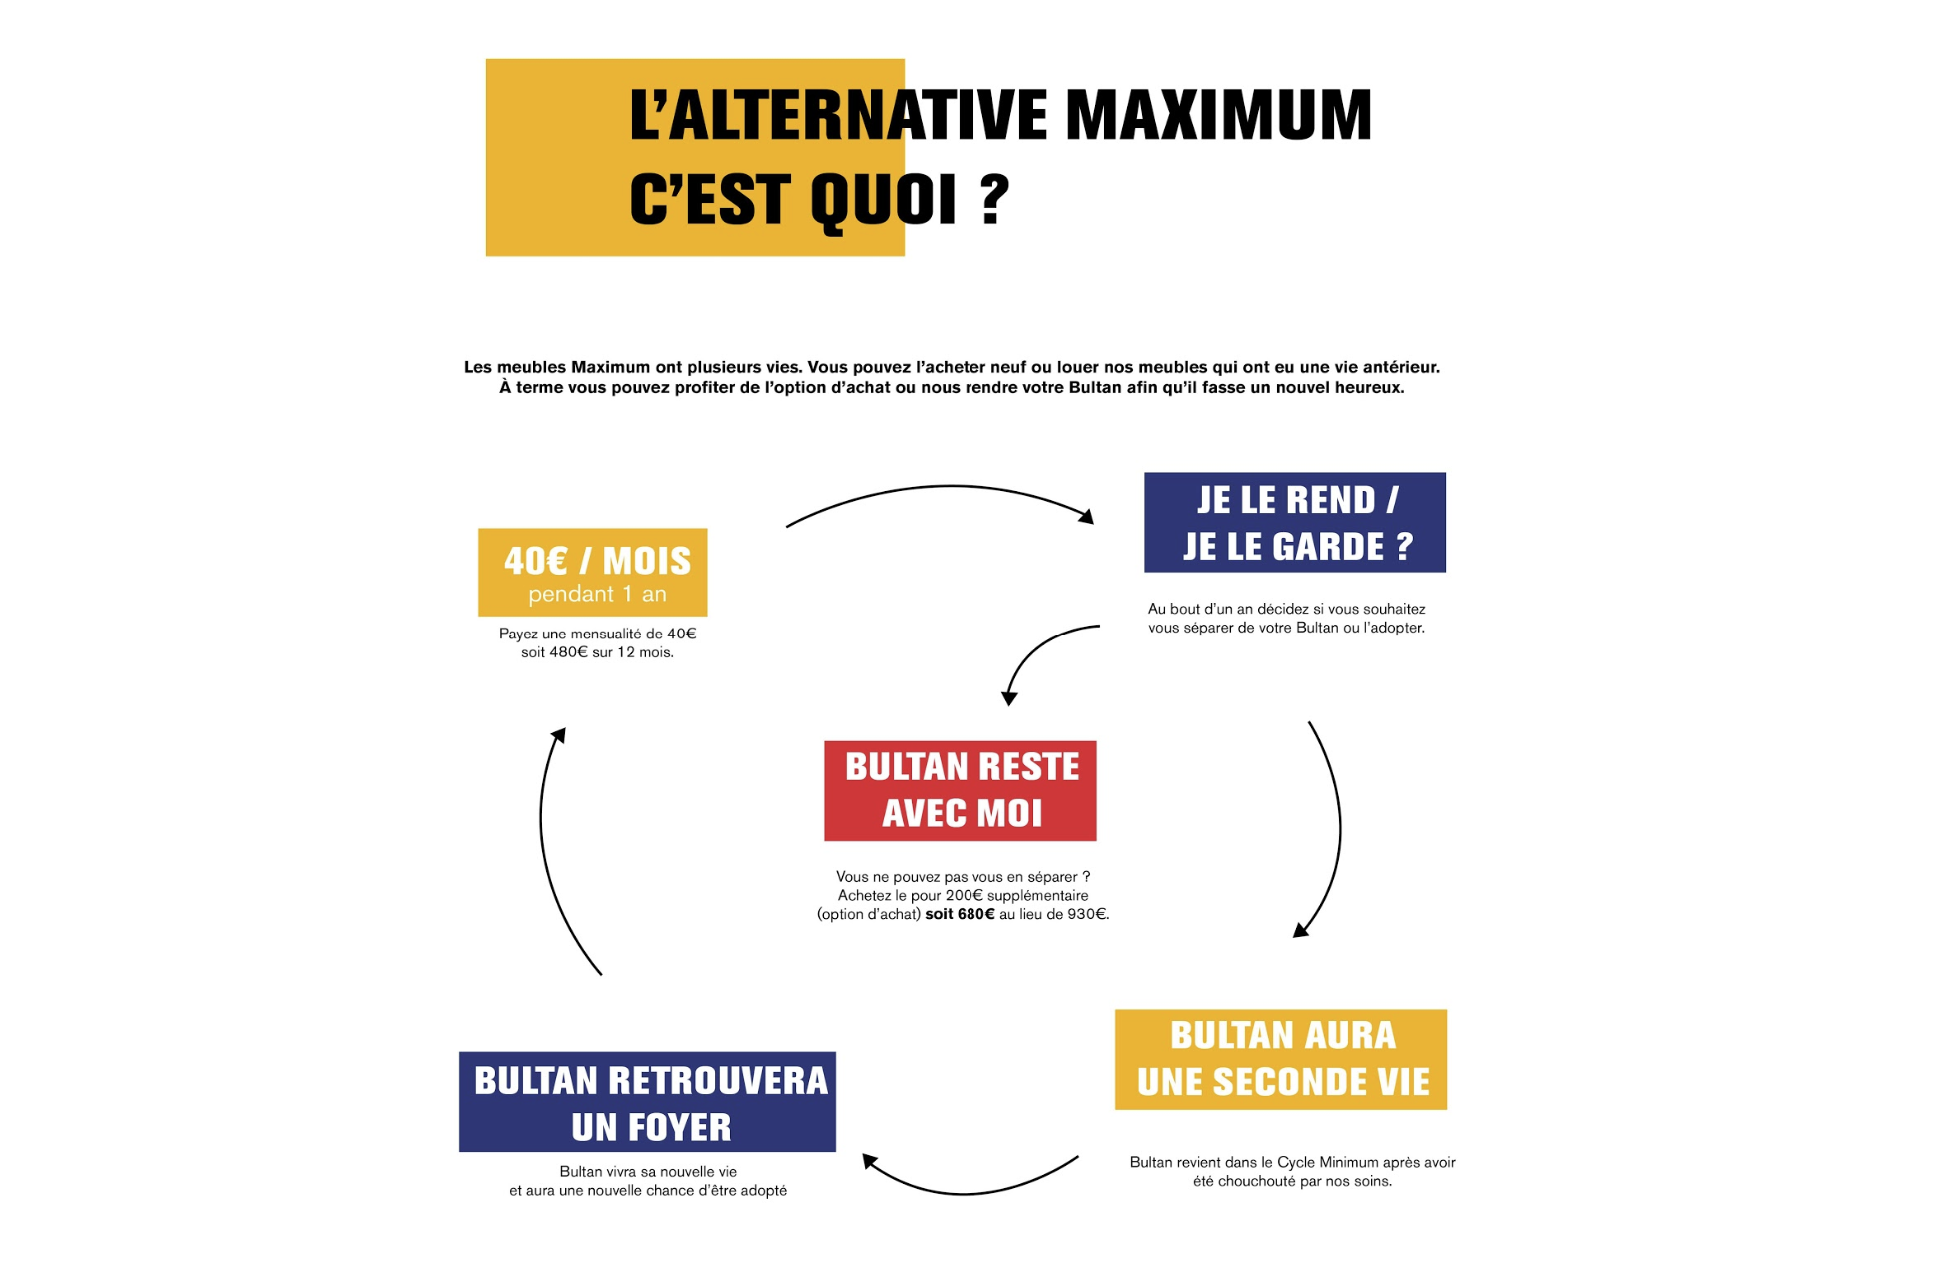 L'ALTERNATIVE MAXIMUM
C'EST QUOI ?
Les meubles Maximum ont plusieurs vies. Vous pouvez l'acheter neuf ou louer nos meubles qui ont eu une vie antérieur.
À terme vous pouvez profiter de l'option d'achat ou nous rendre votre Bultan afin qu'il fasse un nouvel heureux.
40€ / MOIS
pendant 1 an
Payez une mensualité de 40€
soit 480€ sur 12 mois.
JE LE REND /
JE LE GARDE ?
Au bout d'un an décidez si vous souhaitez
vous séparer de votre Bultan ou l'adopter.
BULTAN RESTE
AVEC MOI
Vous ne pouvez pas vous en séparer ?
Achetez le pour 200€ supplémentaire
(option d'achat) soit 680€ au lieu de 930€.
BULTAN AURA
UNE SECONDE VIE
Bultan revient dans le Cycle Minimum après avoir
été chouchouté par nos soins.
BULTAN RETROUVERA
UN FOYER
Bultan vivra sa nouvelle vie
et aura une nouvelle chance d'être adopté